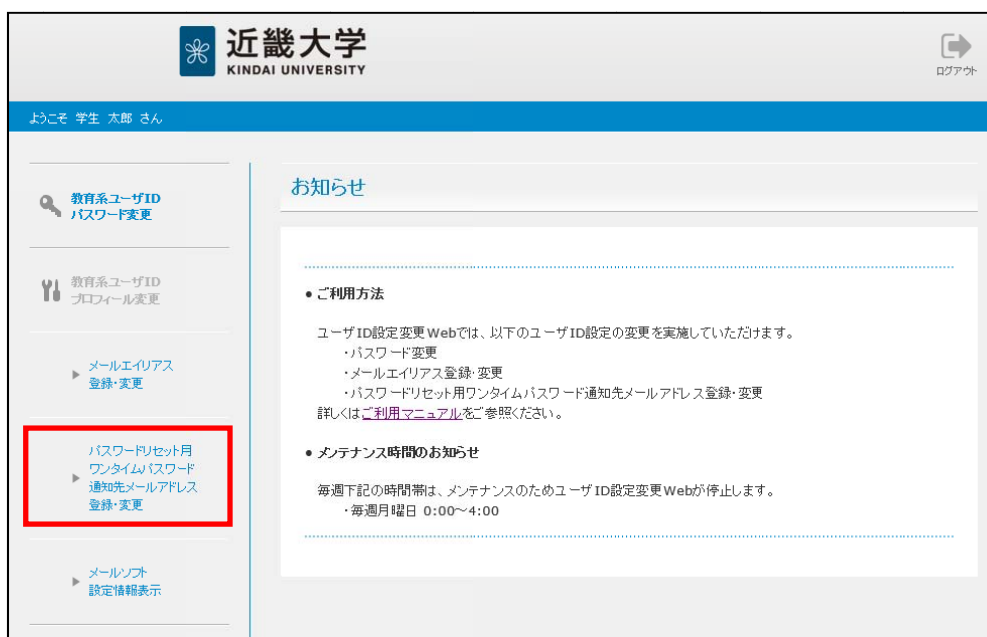 近畿大学
KINDAI UNIVERSITY
ログアウト
ようこそ 学生 太郎 さん
教育系ユーザID
パスワード変更
教育系ユーザID
プロフィール変更
メールエイリアス
登録・変更
パスワードリセット用
ワンタイムパスワード
通知先メールアドレス
登録・変更
メールソフト
設定情報表示
お知らせ
• ご利用方法
ユーザID設定変更Webでは、以下のユーザID設定の変更を実施していただけます。
・パスワード変更
・メールエイリアス登録・変更
・パスワードリセット用ワンタイムパスワード通知先メールアドレス登録・変更
詳しくはご利用マニュアルをご参照ください。
• メンテナンス時間のお知らせ
毎週下記の時間帯は、メンテナンスのためユーザID設定変更Webが停止します。
・毎週月曜日 0:00～4:00